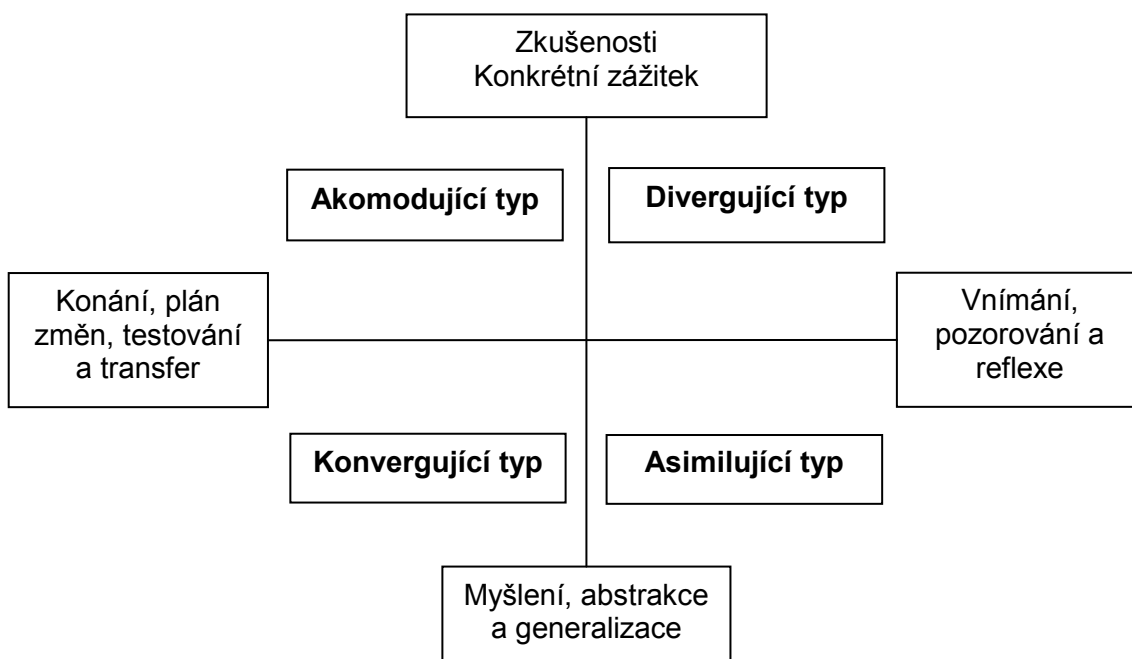 Zkušenosti
Konkrétní zážitek
Akomodující typ
Divergující typ
Konání, plán
změn, testování
a transfer
Vnímání,
pozorování a
reflexe
Konvergující typ
Asimilující typ
Myšlení, abstrakce
a generalizace